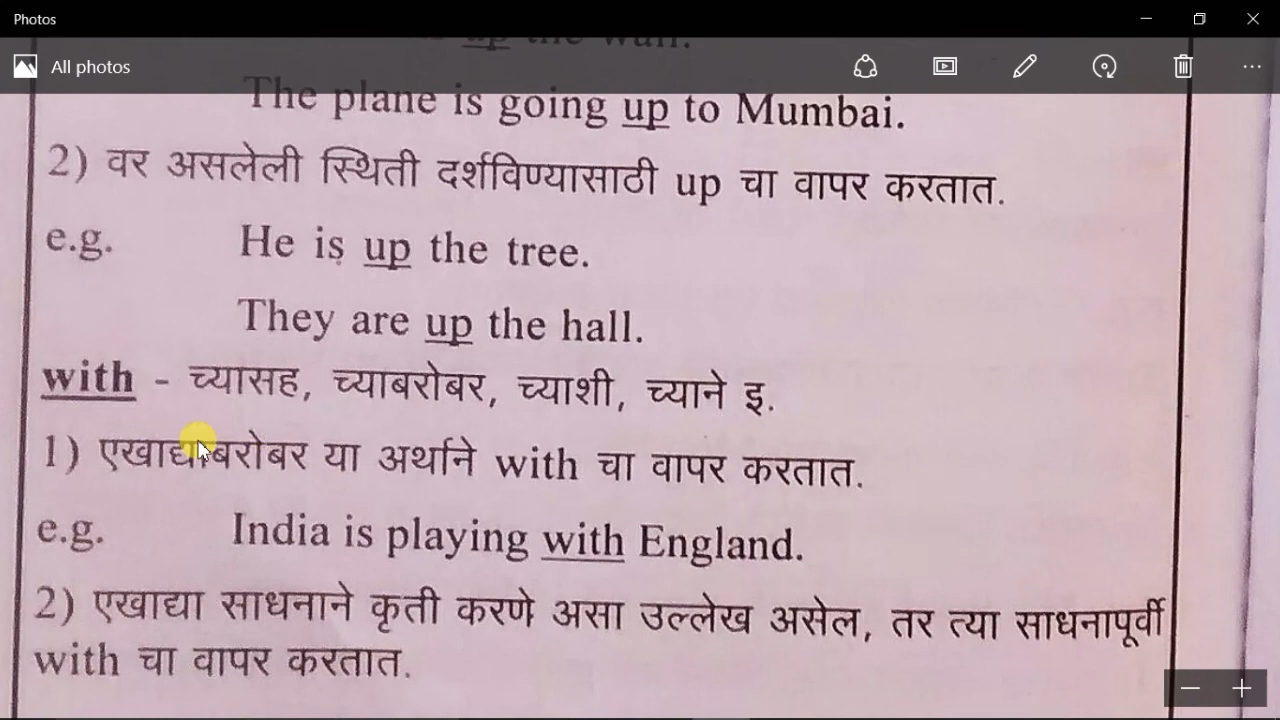 Photos
All photos
up the wall.
The plane is going up to Mumbai.
2) वर असलेली स्थिती दर्शविण्यासाठी up चा वापर करतात.
e.g. He is up the tree.
They are up the hall.
with - च्यासह, च्याबरोबर, च्याशी, च्याने इ.
1) एखाद्याबरोबर या अर्थाने with चा वापर करतात.
e.g. India is playing with England.
2) एखाद्या साधनाने कृती करणे असा उल्लेख असेल, तर त्या साधनापूर्वी
with चा वापर करतात.